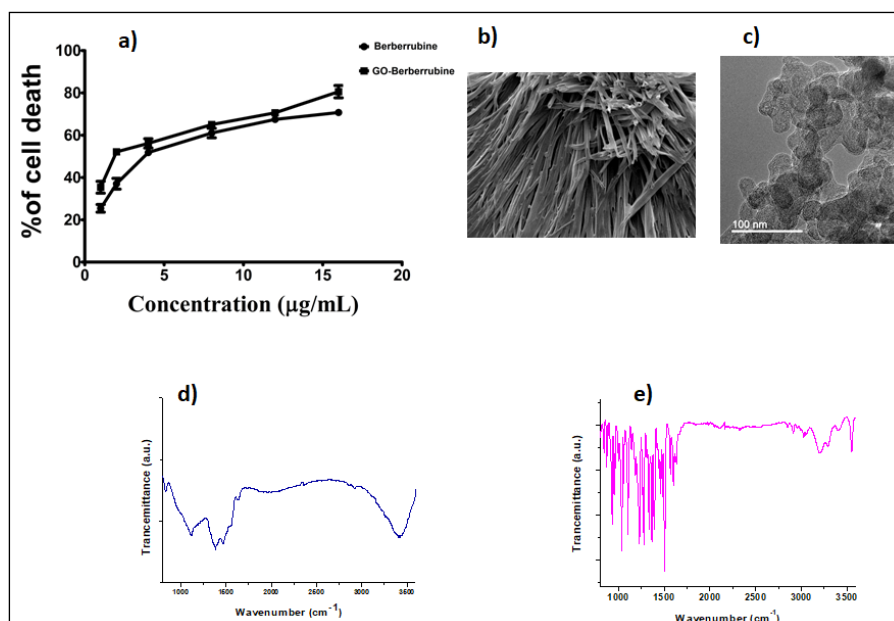 a)
Berberrubine
GO-Berberrubine
100
80
60
40
20
0
%of cell death
0 5 10 15 20
Concentration (µg/mL)
b)
c)
100 nm
d)
Trancemittance (a.u.)
1000 1500 2000 2500 3000 3500
Wavenumber (cm-1)
e)
Trancemittance (a.u.)
1000 1500 2000 2500 3000 3500
Wavenumber (cm-1)